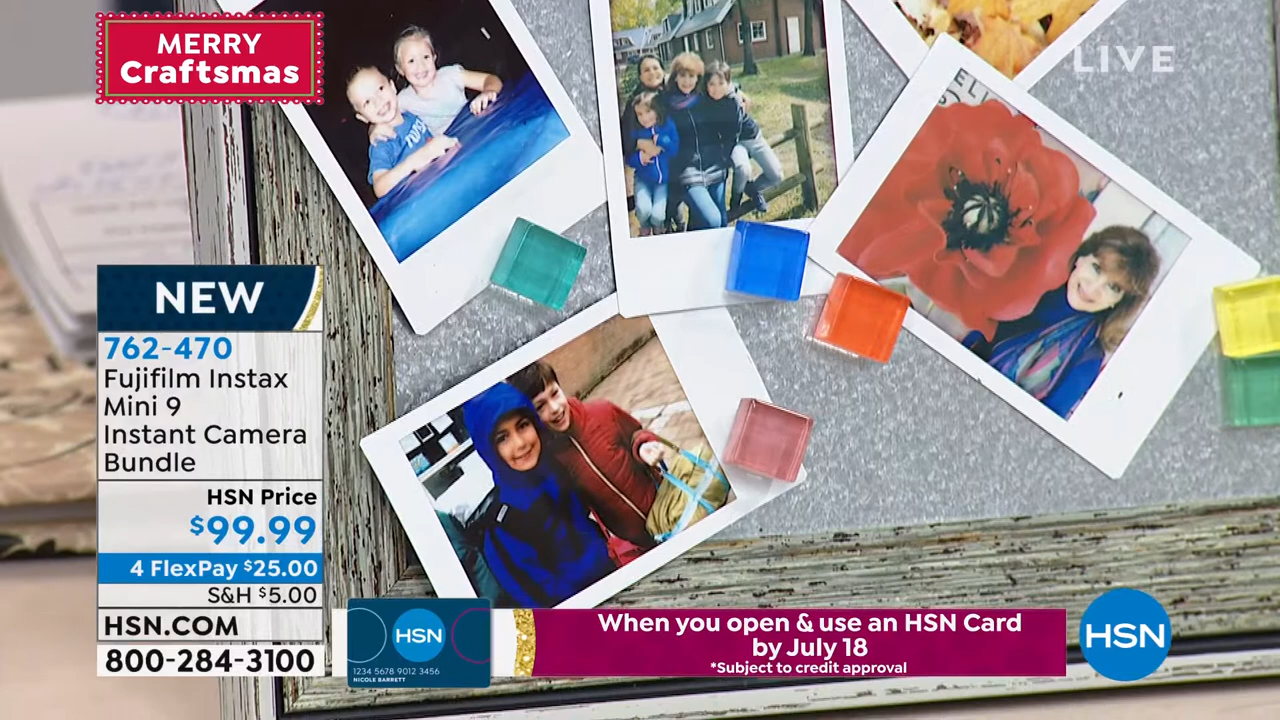 MERRY
Craftsmas
LIVE
NEW
762-470
Fujifilm Instax
Mini 9
Instant Camera
Bundle
HSN Price
$99.99
4 FlexPay $25.00
S&H $5.00
HSN.COM
800-284-3100
HSN
1234 5678 9012 3456
NICOLE BARRETT
When you open & use an HSN Card
by July 18
*Subject to credit approval
HSN